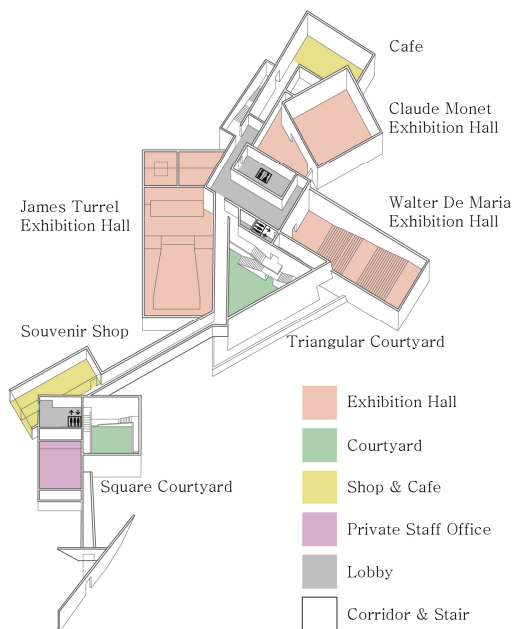 Cafe
Claude Monet
Exhibition Hall
Walter De Maria
Exhibition Hall
James Turrel
Exhibition Hall
Souvenir Shop
Triangular Courtyard
Square Courtyard
Exhibition Hall
Courtyard
Shop & Cafe
Private Staff Office
Lobby
Corridor & Stair